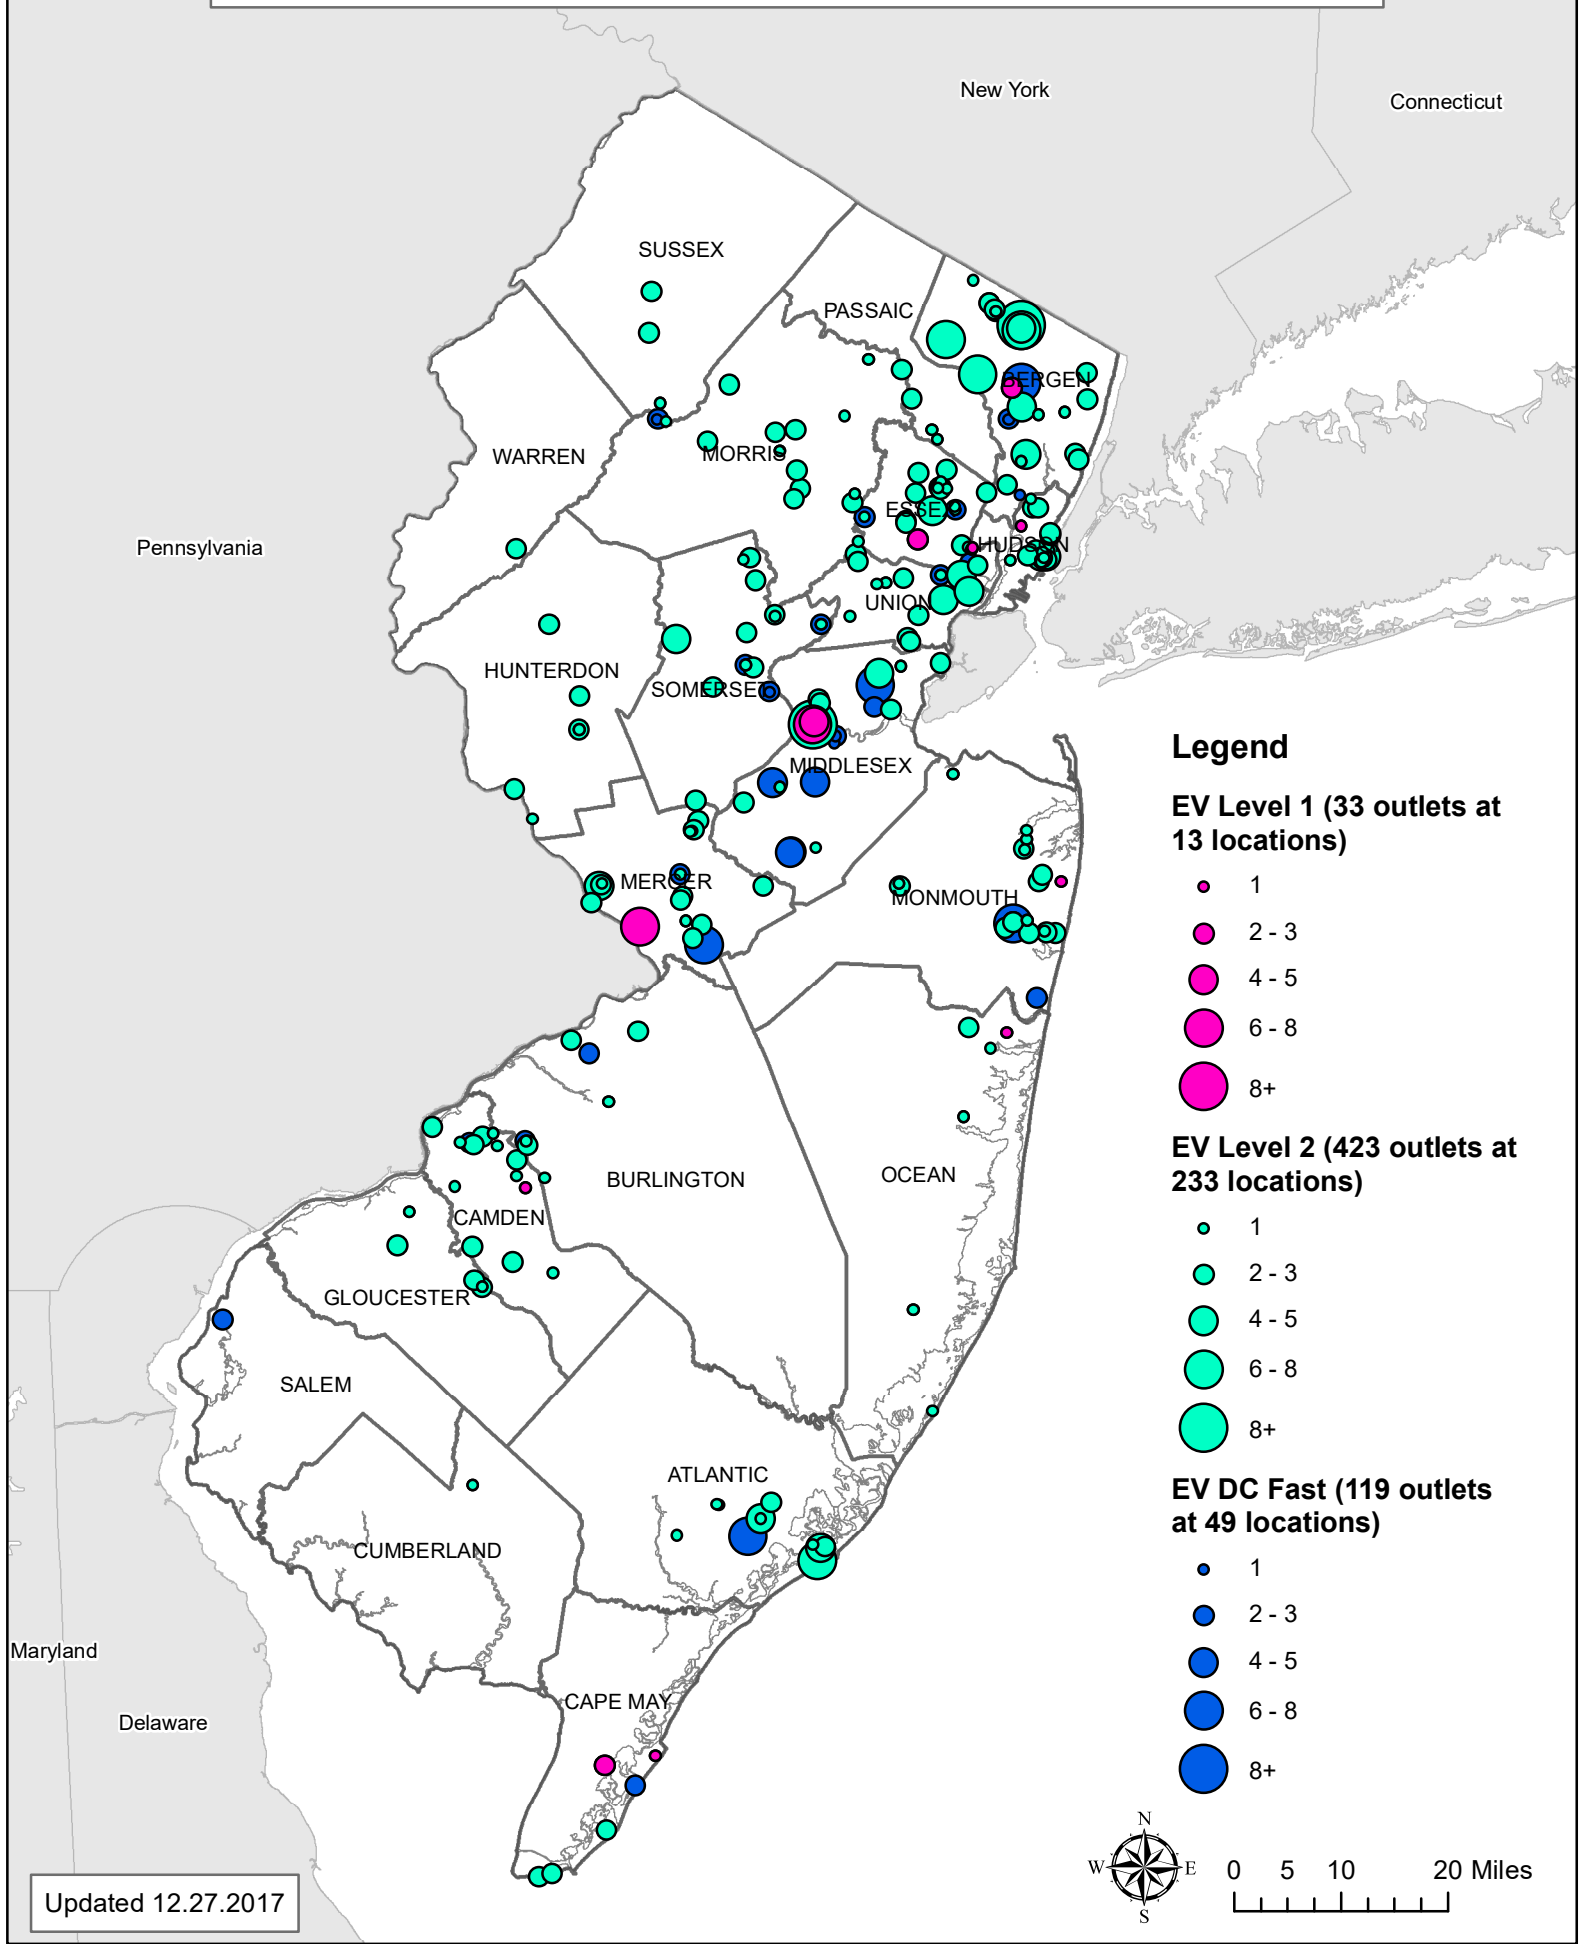 New York
Connecticut
SUSSEX
PASSAIC
BERGEN
WARREN
MORRIS
ESSEX
Pennsylvania
HUDSON
UNION
HUNTERDON
SOMERSET
MIDDLESEX
MERCER
MONMOUTH
BURLINGTON
OCEAN
CAMDEN
GLOUCESTER
SALEM
ATLANTIC
CUMBERLAND
Maryland
CAPE MAY
Delaware
Legend
EV Level 1 (33 outlets at
13 locations)
1
2 - 3
4 - 5
6 - 8
8+
EV Level 2 (423 outlets at
233 locations)
1
2 - 3
4 - 5
6 - 8
8+
EV DC Fast (119 outlets
at 49 locations)
1
2 - 3
4 - 5
6 - 8
8+
N
W E
S
0 5 10 20 Miles
Updated 12.27.2017